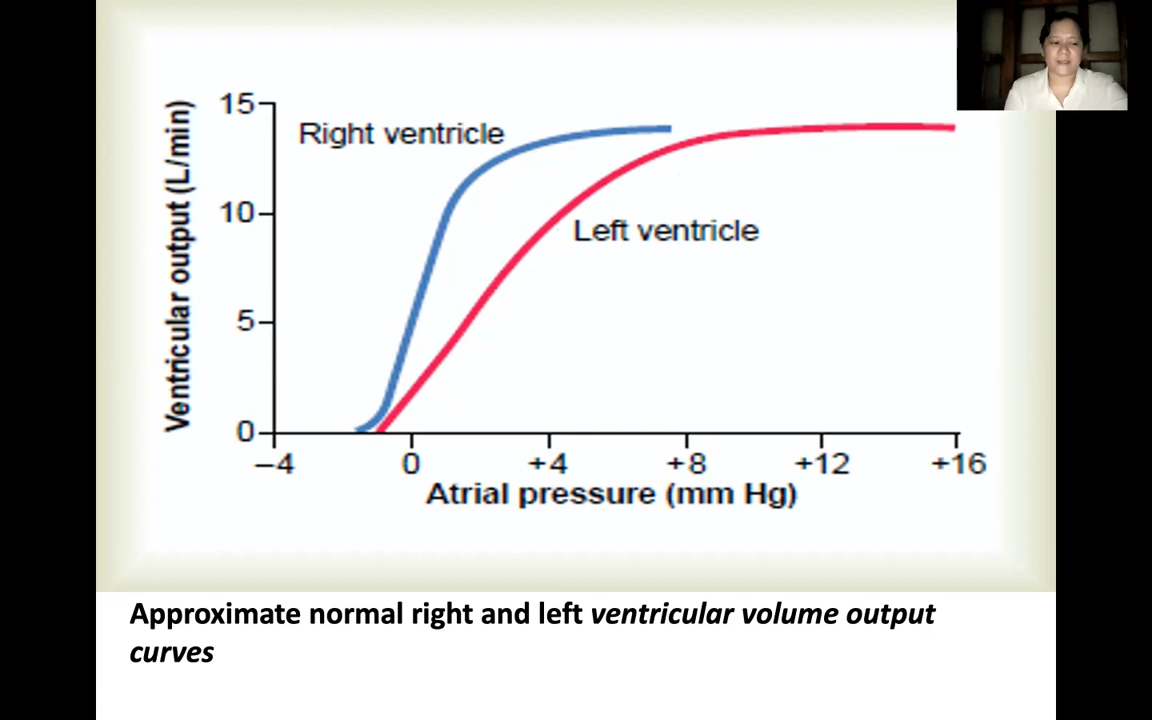 15
Right ventricle
10
Left ventricle
5
0
Ventricular output (L/min)
–4 0 +4 +8 +12 +16
Atrial pressure (mm Hg)
Approximate normal right and left ventricular volume output
curves